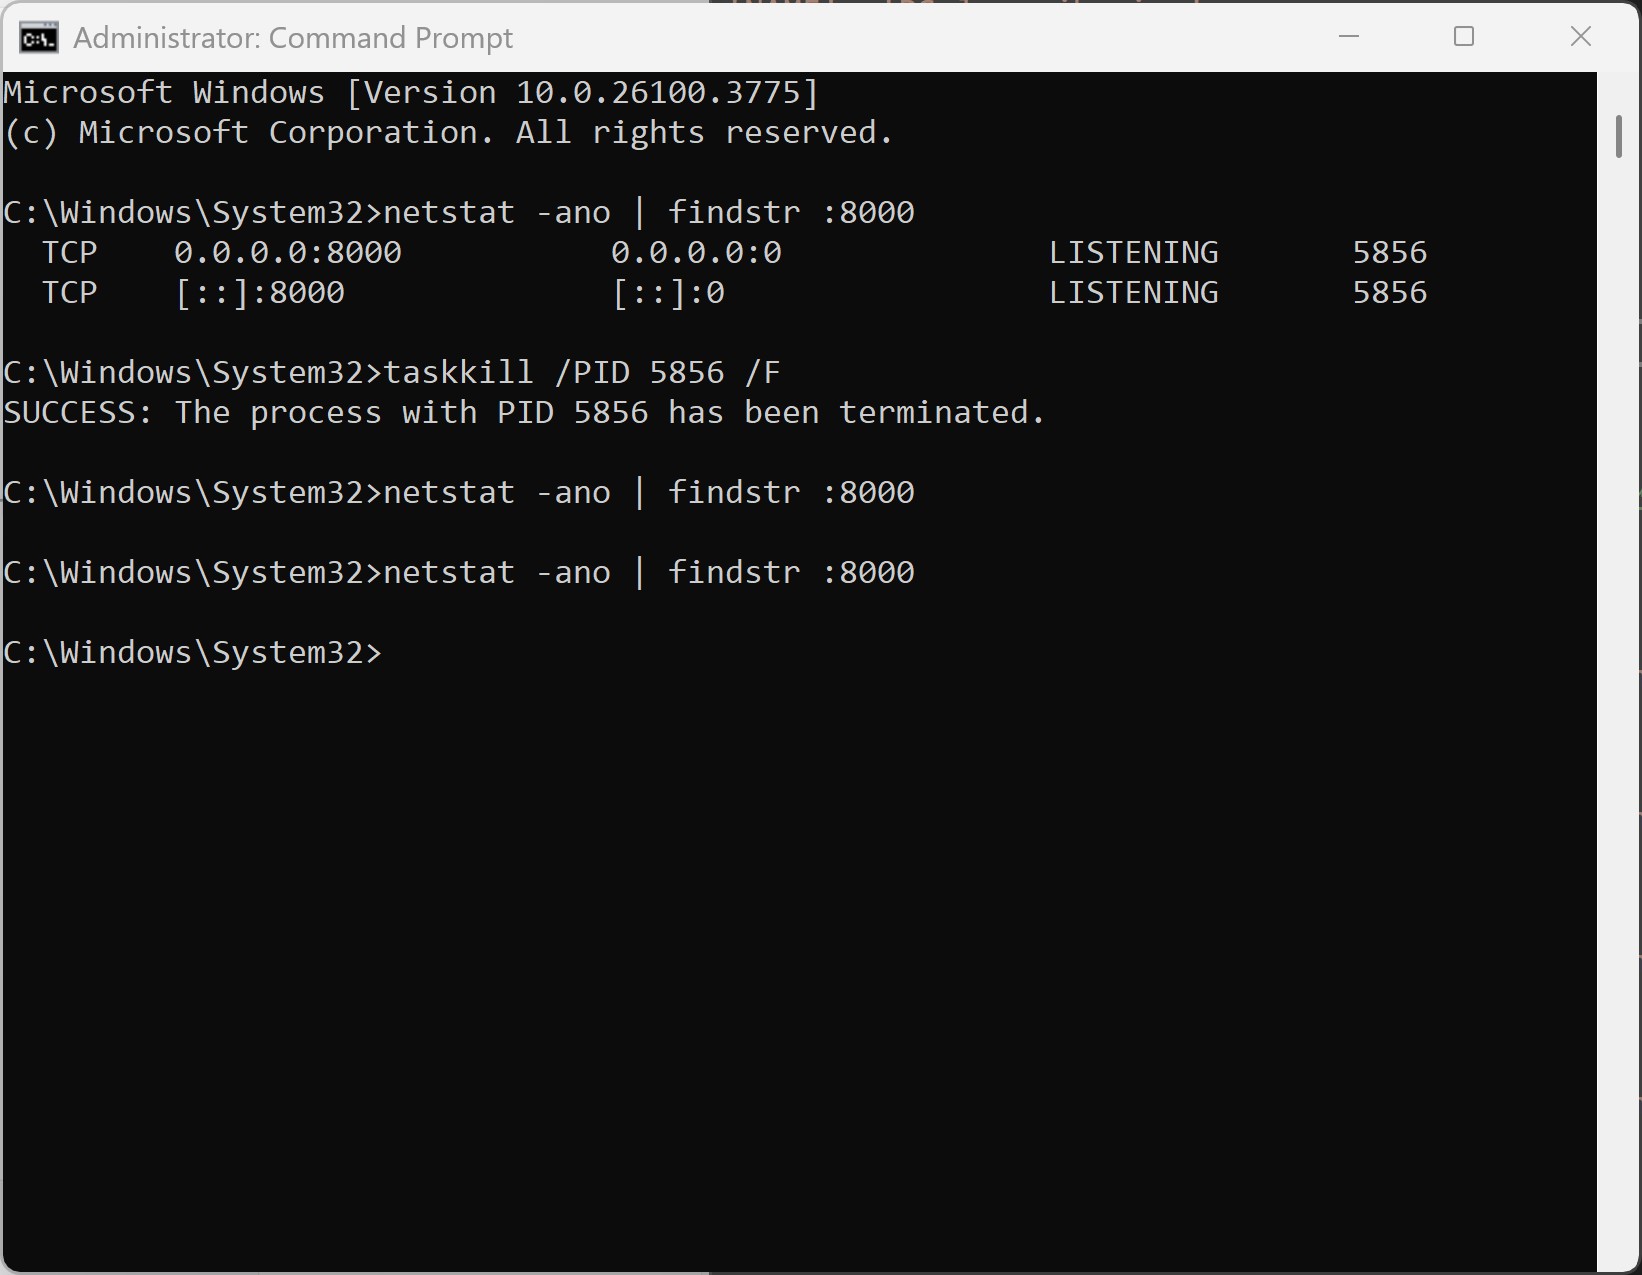 Administrator: Command Prompt
Microsoft Windows [Version 10.0.26100.3775]
(c) Microsoft Corporation. All rights reserved.
C:\Windows\System32>netstat -ano | findstr :8000
  TCP    0.0.0.0:8000           0.0.0.0:0              LISTENING       5856
  TCP    [::]:8000              [::]:0                 LISTENING       5856
C:\Windows\System32>taskkill /PID 5856 /F
SUCCESS: The process with PID 5856 has been terminated.
C:\Windows\System32>netstat -ano | findstr :8000
C:\Windows\System32>netstat -ano | findstr :8000
C:\Windows\System32>